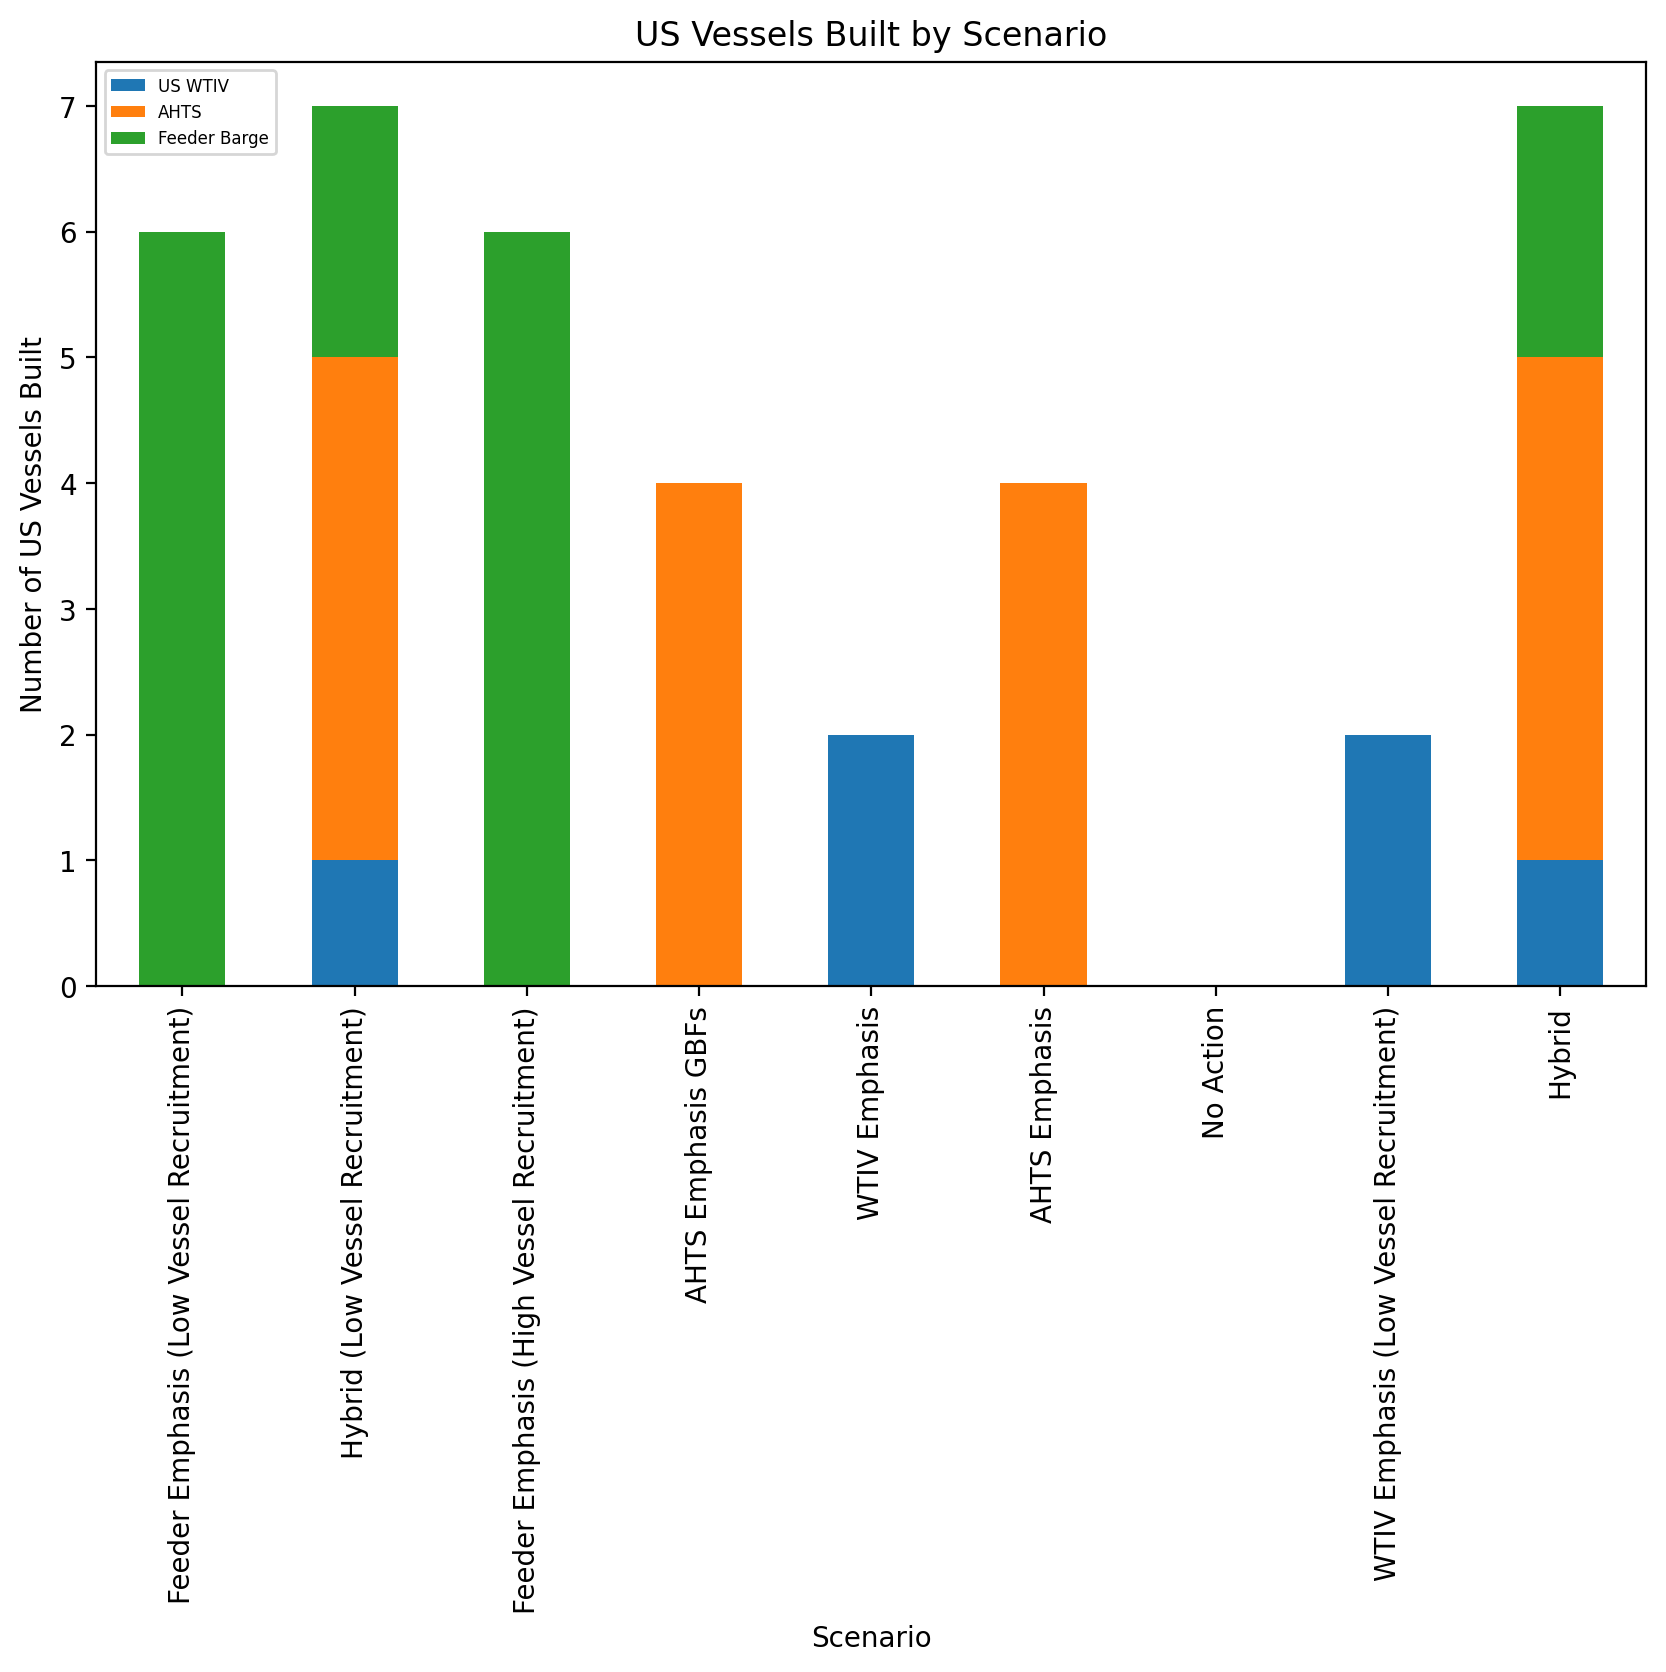 US Vessels Built by Scenario
US WTIV
AHTS
Feeder Barge
Number of US Vessels Built
7
6
5
4
3
2
1
0
Feeder Emphasis (Low Vessel Recruitment)
Hybrid (Low Vessel Recruitment)
Feeder Emphasis (High Vessel Recruitment)
AHTS Emphasis GBFs
WTIV Emphasis
AHTS Emphasis
No Action
WTIV Emphasis (Low Vessel Recruitment)
Hybrid
Scenario